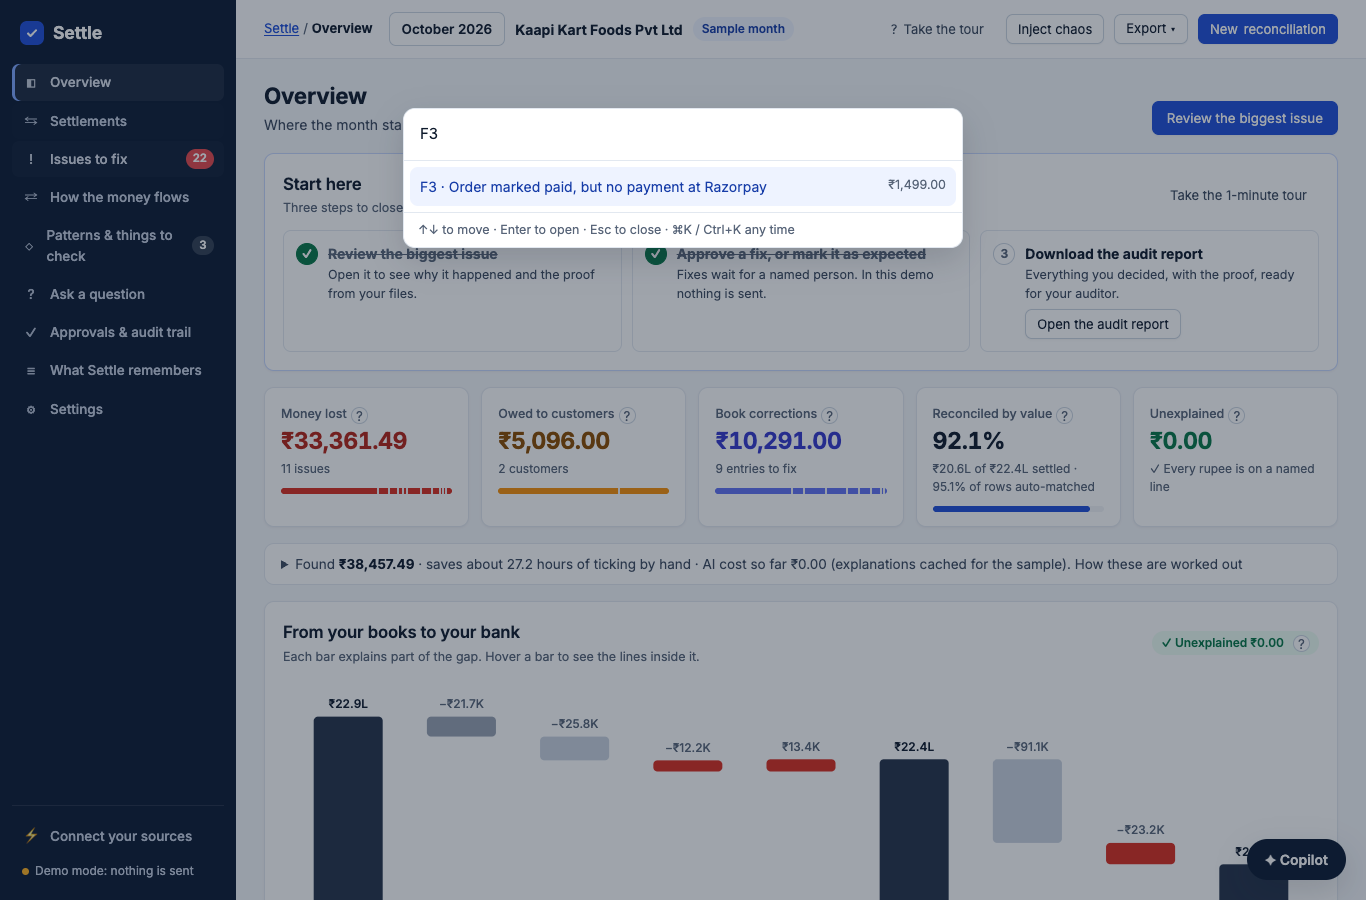 Settle
Overview
Settlements
! Issues to fix 22
How the money flows
Patterns & things to
check 3
? Ask a question
✓ Approvals & audit trail
What Settle remembers
Settings
⚡ Connect your sources
Demo mode: nothing is sent
Settle / Overview October 2026 Kaapi Kart Foods Pvt Ltd Sample month ? Take the tour Inject chaos Export ▾ New reconciliation
Overview
Where the month sta
Review the biggest issue
F3
F3 · Order marked paid, but no payment at Razorpay ₹1,499.00
↑↓ to move · Enter to open · Esc to close · ⌘K / Ctrl+K any time
Start here
Three steps to close
Take the 1-minute tour
✓ Review the biggest issue
Open it to see why it happened and the proof
from your files.
✓ Approve a fix, or mark it as expected
Fixes wait for a named person. In this demo
nothing is sent.
3 Download the audit report
Everything you decided, with the proof, ready
for your auditor.
Open the audit report
Money lost ?
₹33,361.49
11 issues
Owed to customers ?
₹5,096.00
2 customers
Book corrections ?
₹10,291.00
9 entries to fix
Reconciled by value ?
92.1%
₹20.6L of ₹22.4L settled ·
95.1% of rows auto-matched
Unexplained ?
₹0.00
✓ Every rupee is on a named
line
▶ Found ₹38,457.49 · saves about 27.2 hours of ticking by hand · AI cost so far ₹0.00 (explanations cached for the sample). How these are worked out
From your books to your bank
Each bar explains part of the gap. Hover a bar to see the lines inside it.
✓ Unexplained ₹0.00 ?
₹22.9L
−₹21.7K
−₹25.8K
−₹12.2K
₹13.4K
₹22.4L
−₹91.1K
−₹23.2K
₹2
✦ Copilot